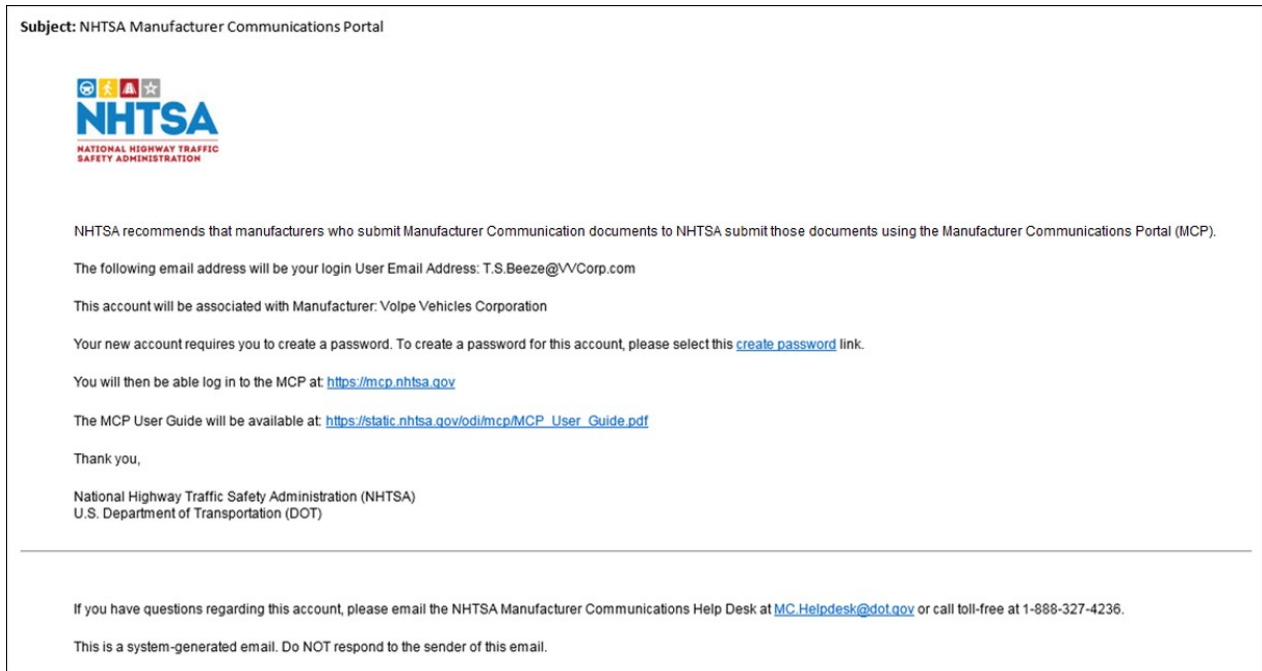 Subject: NHTSA Manufacturer Communications Portal
NHTSA
NATIONAL HIGHWAY TRAFFIC
SAFETY ADMINISTRATION
NHTSA recommends that manufacturers who submit Manufacturer Communication documents to NHTSA submit those documents using the Manufacturer Communications Portal (MCP).
The following email address will be your login User Email Address: T.S.Beeze@VVCorp.com
This account will be associated with Manufacturer: Volpe Vehicles Corporation
Your new account requires you to create a password. To create a password for this account, please select this create password link.
You will then be able log in to the MCP at: https://mcp.nhtsa.gov
The MCP User Guide will be available at: https://static.nhtsa.gov/odi/mcp/MCP_User_Guide.pdf
Thank you,
National Highway Traffic Safety Administration (NHTSA)
U.S. Department of Transportation (DOT)
If you have questions regarding this account, please email the NHTSA Manufacturer Communications Help Desk at MC.Helpdesk@dot.gov or call toll-free at 1-888-327-4236.
This is a system-generated email. Do NOT respond to the sender of this email.